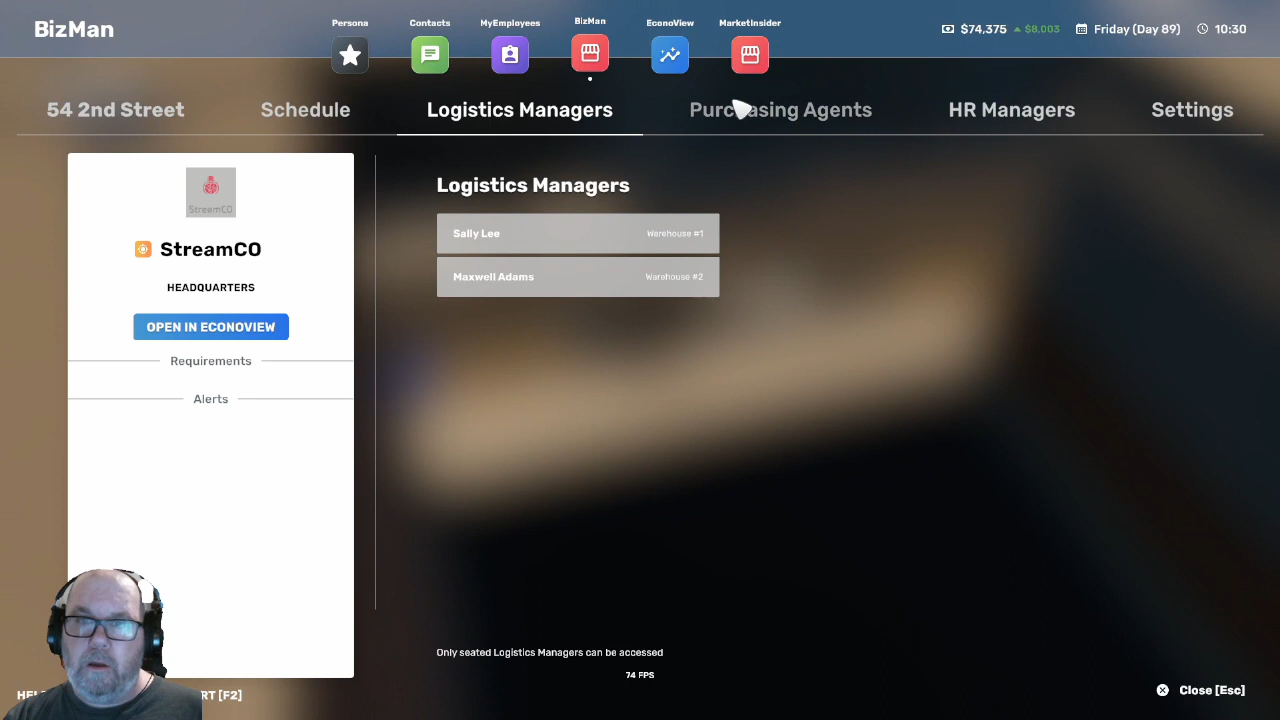 BizMan
Persona
Contacts
MyEmployees
BizMan
EconoView
MarketInsider
$74,375 $8,003
Friday (Day 89)
10:30
54 2nd Street
Schedule
Logistics Managers
Purchasing Agents
HR Managers
Settings
StreamCO
StreamCO
HEADQUARTERS
OPEN IN ECONOVIEW
Requirements
Alerts
Logistics Managers
Sally Lee Warehouse #1
Maxwell Adams Warehouse #2
Only seated Logistics Managers can be accessed
74 FPS
RT [F2]
Close [Esc]